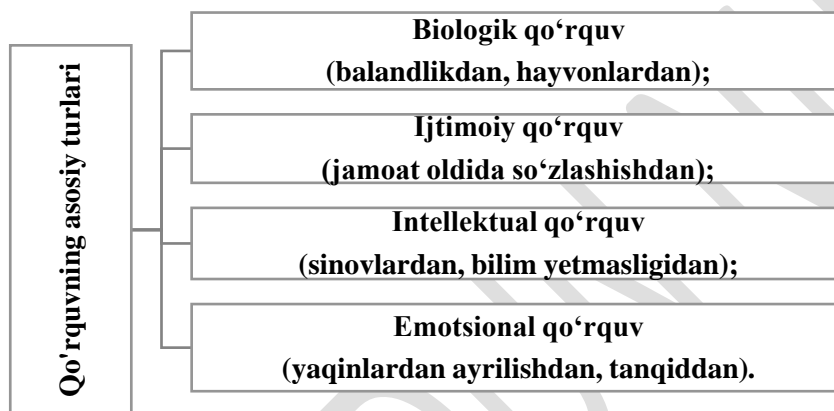 Qo'rquvning asosiy turlari
Biologik qo‘rquv
(balandlikdan, hayvonlardan);
Ijtimoiy qo‘rquv
(jamoat oldida so‘zlashishdan);
Intellektual qo‘rquv
(sinovlardan, bilim yetmasligidan);
Emotsional qo‘rquv
(yaqinlardan ayrilishdan, tanqiddan).